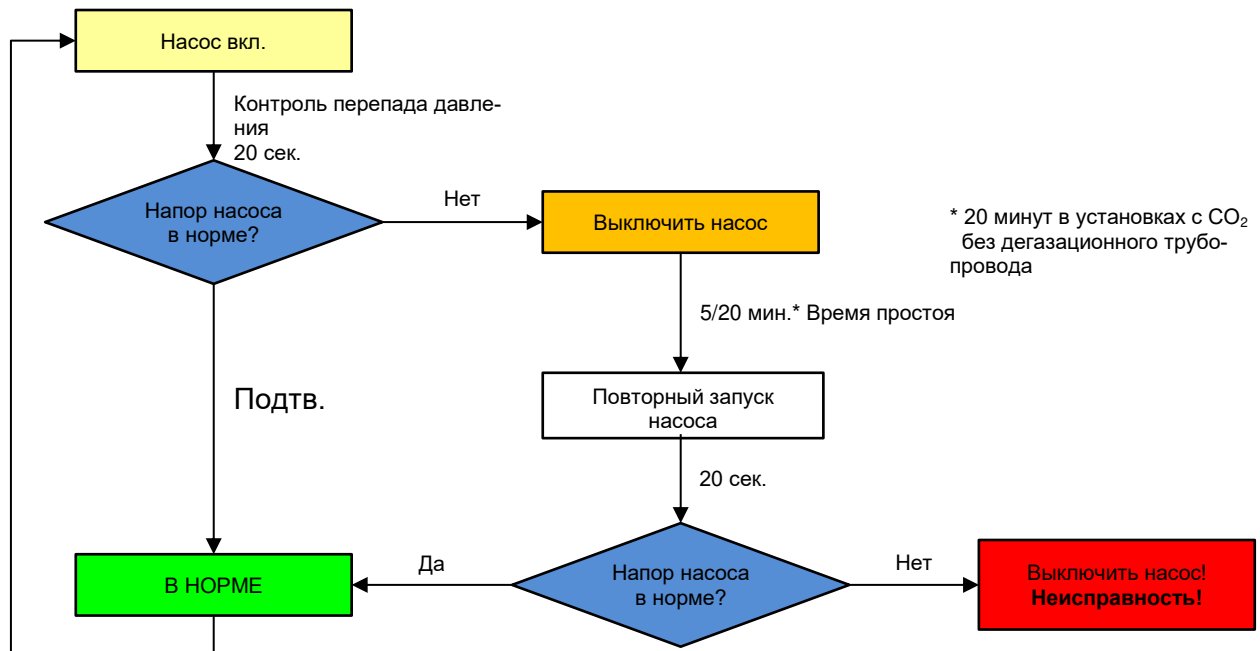 Насос вкл.
Контроль перепада давле-
ния
20 сек.
Напор насоса
в норме?
Нет
Выключить насос
* 20 минут в установках с CO₂
без дегазационного трубо-
провода
5/20 мин.* Время простоя
Подтв.
Повторный запуск
насоса
20 сек.
В НОРМЕ
Да
Напор насоса
в норме?
Нет
Выключить насос!
Неисправность!